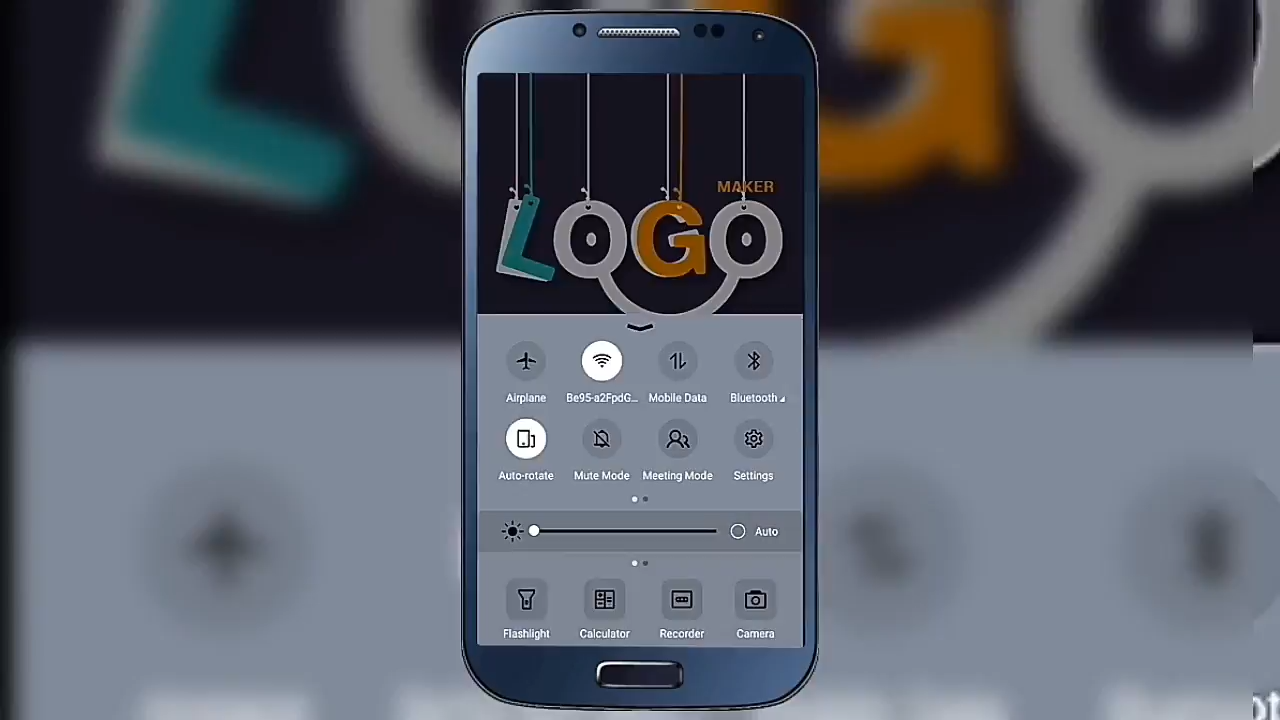 MAKER
LOGO
Airplane
Be95-a2FpdG...
Mobile Data
Bluetooth
Auto-rotate
Mute Mode
Meeting Mode
Settings
Auto
Flashlight
Calculator
Recorder
Camera